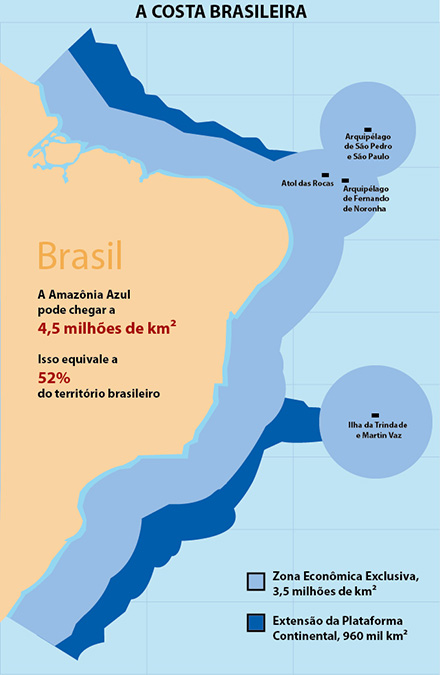 A COSTA BRASILEIRA
Arquipélago
de São Pedro
e São Paulo
Atol das Rocas
Arquipélago
de Fernando
de Noronha
Brasil
A Amazônia Azul
pode chegar a
4,5 milhões de km²
Isso equivale a
52%
do território brasileiro
Ilha da Trindade
e Martin Vaz
Zona Econômica Exclusiva,
3,5 milhões de km²
Extensão da Plataforma
Continental, 960 mil km²